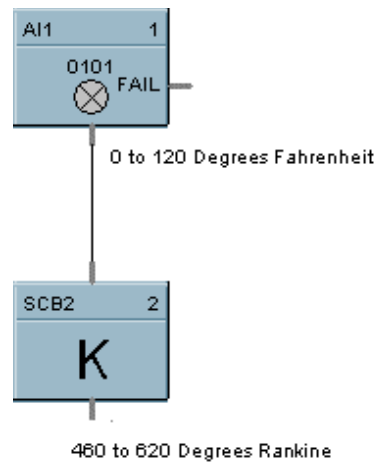 AI1 1
0101
FAIL
0 to 120 Degrees Fahrenheit
SCB2 2
K
460 to 620 Degrees Rankine